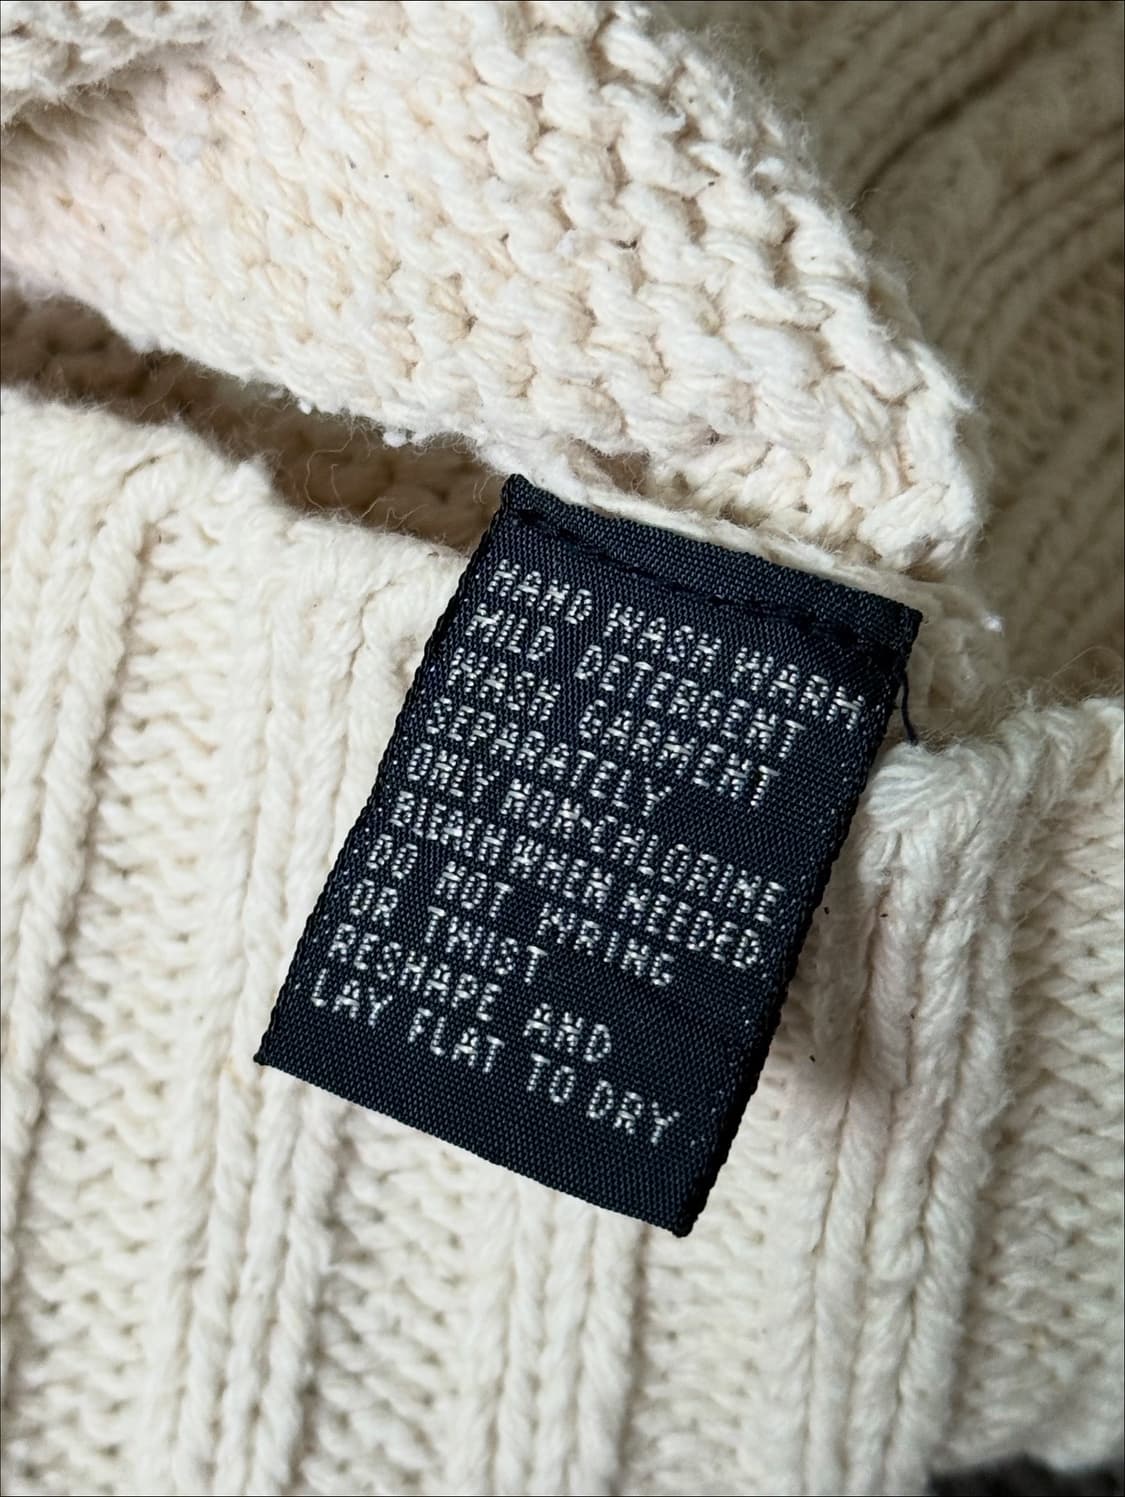 HAND WASH WARM
MILD DETERGENT
WASH GARMENT
SEPARATELY
ONLY NON-CHLORINE
BLEACH WHEN NEEDED
DO NOT WRING
OR TWIST
RESHAPE AND
LAY FLAT TO DRY